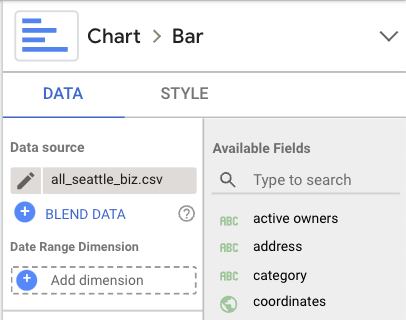 Chart > Bar
DATA STYLE
Data source
all_seattle_biz.csv
BLEND DATA ?
Date Range Dimension
Add dimension
Available Fields
Type to search
ABC active owners
ABC address
ABC category
coordinates